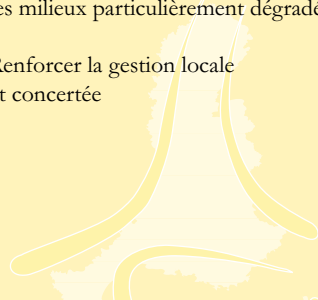 es milieux particulièrement dégradé
Renforcer la gestion locale
t concertée